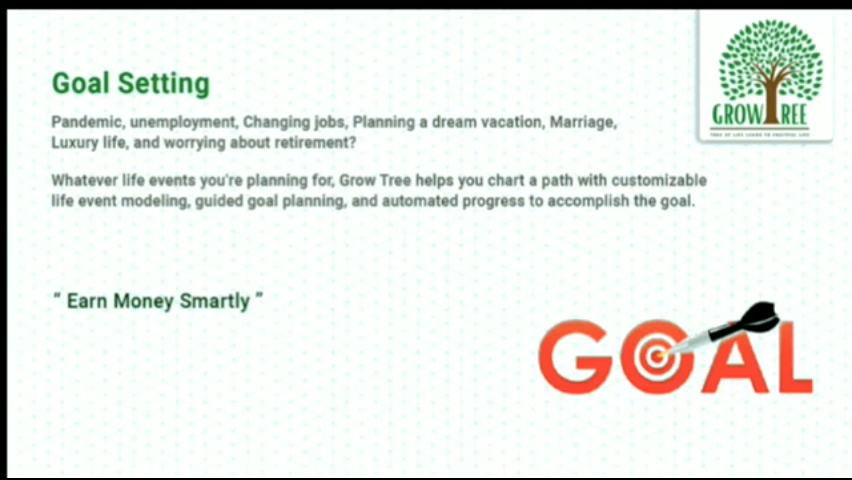 Goal Setting
Pandemic, unemployment, Changing jobs, Planning a dream vacation, Marriage,
Luxury life, and worrying about retirement?
Whatever life events you're planning for, Grow Tree helps you chart a path with customizable
life event modeling, guided goal planning, and automated progress to accomplish the goal.
“ Earn Money Smartly ”
GROW TREE
GOAL